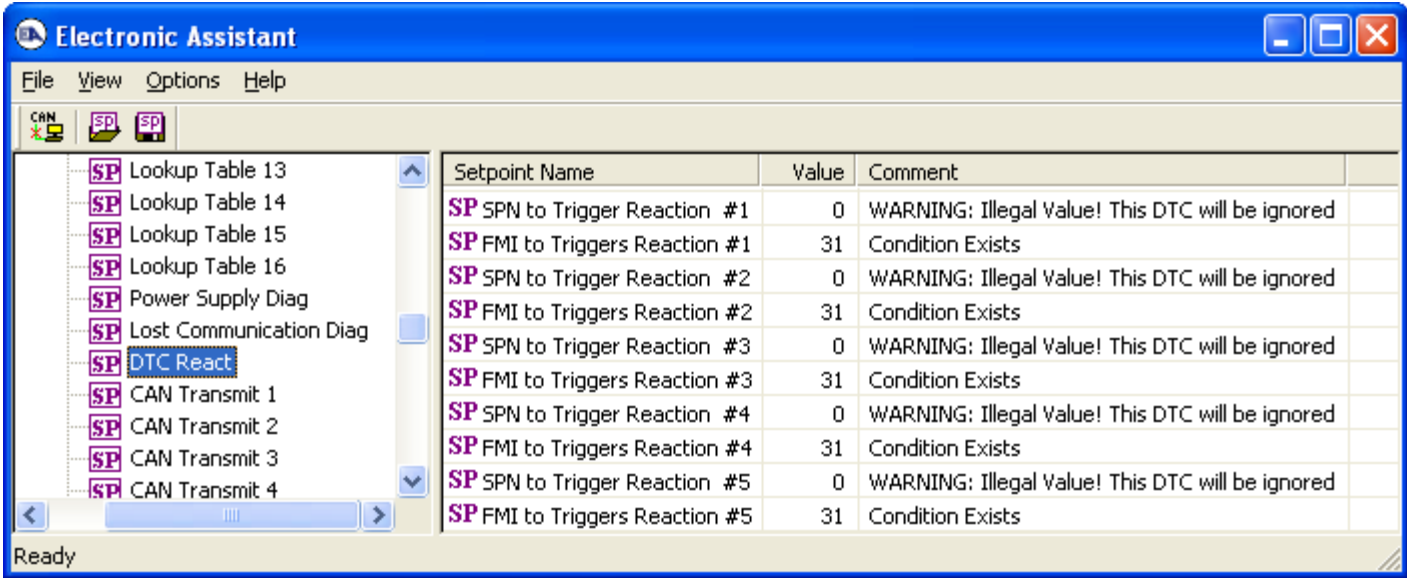 EA Electronic Assistant
File View Options Help
CAN SP SP
SP Lookup Table 13
SP Lookup Table 14
SP Lookup Table 15
SP Lookup Table 16
SP Power Supply Diag
SP Lost Communication Diag
SP DTC React
SP CAN Transmit 1
SP CAN Transmit 2
SP CAN Transmit 3
SP CAN Transmit 4
Setpoint Name Value Comment
SP SPN to Trigger Reaction #1 0 WARNING: Illegal Value! This DTC will be ignored
SP FMI to Triggers Reaction #1 31 Condition Exists
SP SPN to Trigger Reaction #2 0 WARNING: Illegal Value! This DTC will be ignored
SP FMI to Triggers Reaction #2 31 Condition Exists
SP SPN to Trigger Reaction #3 0 WARNING: Illegal Value! This DTC will be ignored
SP FMI to Triggers Reaction #3 31 Condition Exists
SP SPN to Trigger Reaction #4 0 WARNING: Illegal Value! This DTC will be ignored
SP FMI to Triggers Reaction #4 31 Condition Exists
SP SPN to Trigger Reaction #5 0 WARNING: Illegal Value! This DTC will be ignored
SP FMI to Triggers Reaction #5 31 Condition Exists
Ready